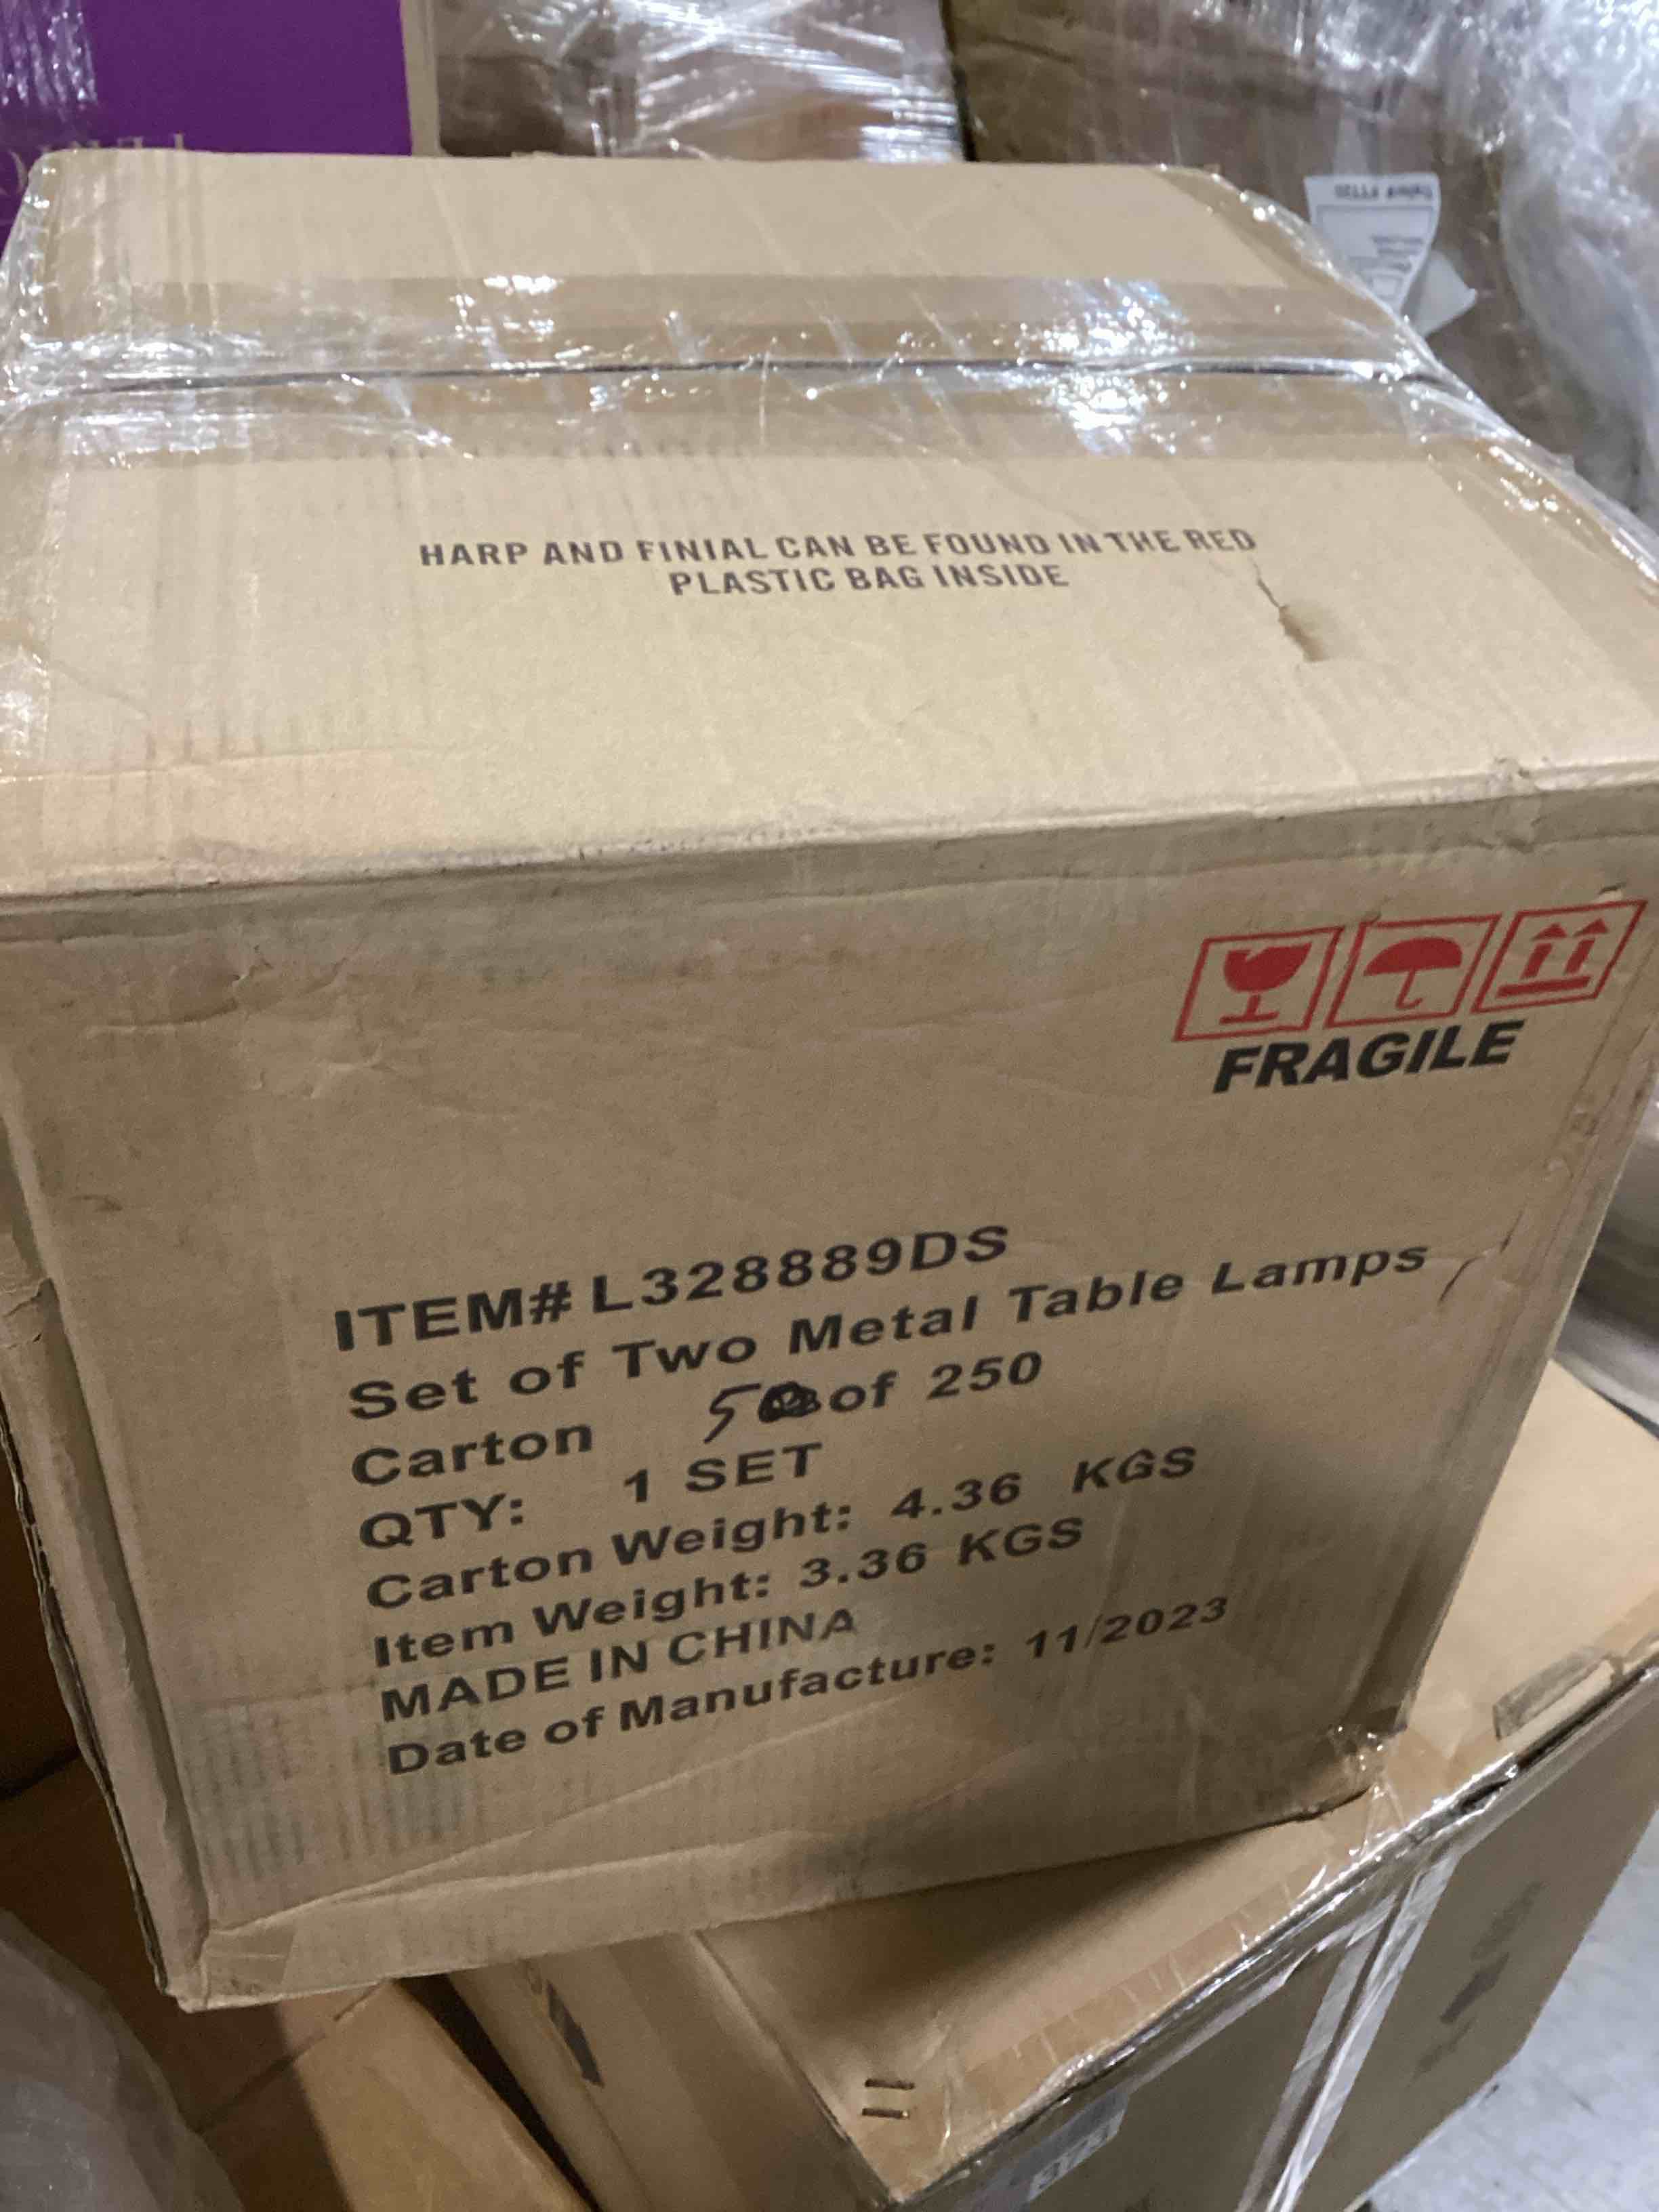 HARP AND FINIAL CAN BE FOUND IN THE RED
PLASTIC BAG INSIDE
FRAGILE
ITEM# L328889DS
Set of Two Metal Table Lamps
Carton of 250
QTY: 1 SET
Carton Weight: 4.36 KGS
Item Weight: 3.36 KGS
MADE IN CHINA
Date of Manufacture: 11/2023